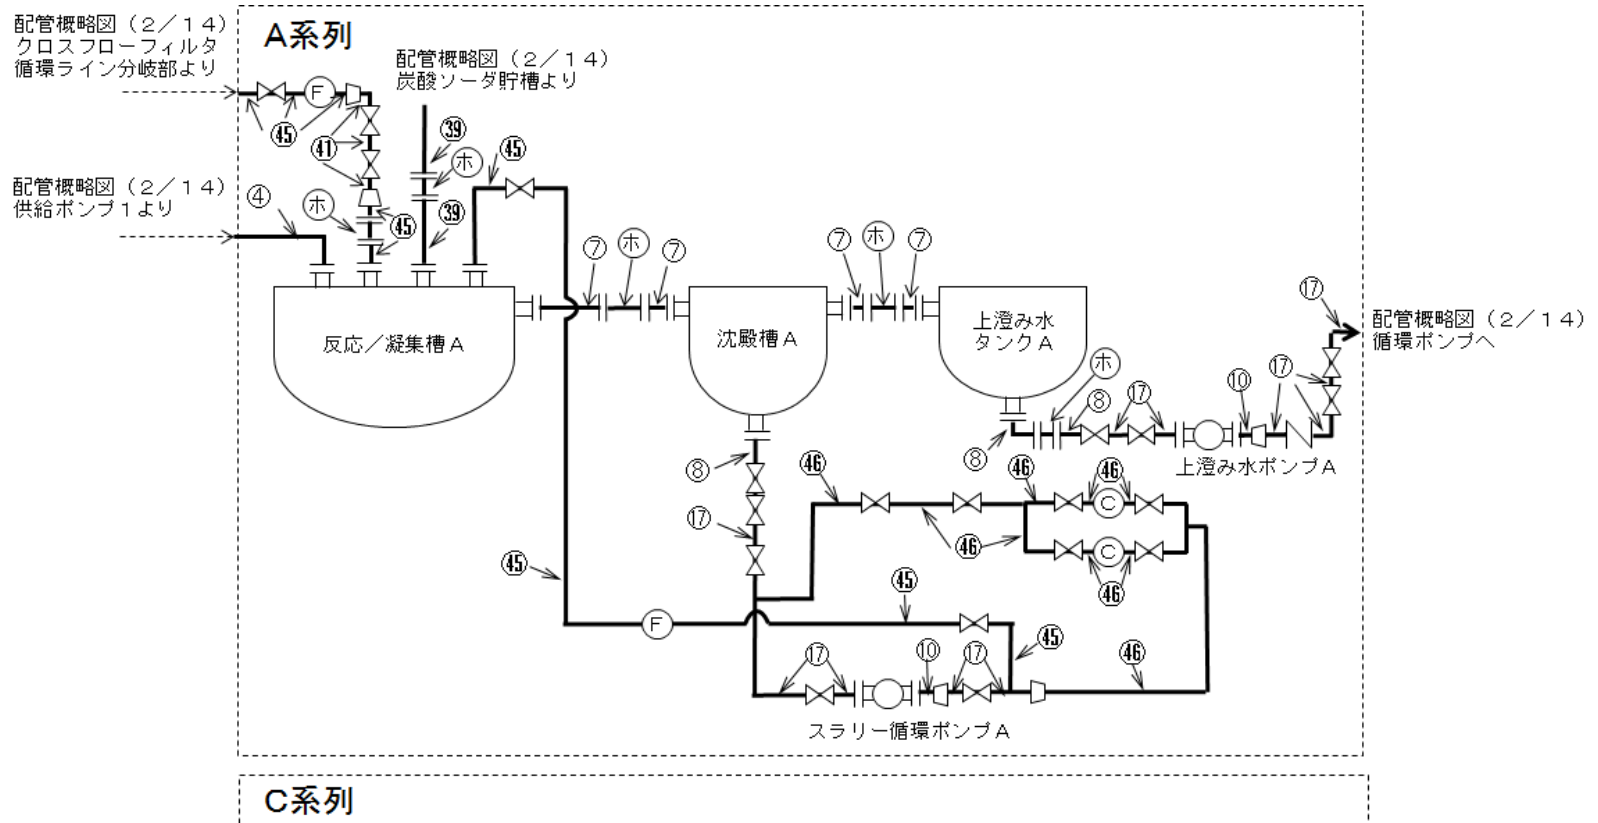 配管概略図（２／１４）
クロスフローフィルタ
循環ライン分岐部より
A系列
配管概略図（２／１４）
炭酸ソーダ貯槽より
F
㊺
㊶
㊴
ホ
㊺
配管概略図（２／１４）
供給ポンプ１より
④
ホ
㊺
㊴
⑦
ホ
⑦
⑦
ホ
⑦
⑰
配管概略図（２／１４）
循環ポンプへ
反応／凝集槽A
沈殿槽A
上澄み水
タンクA
ホ
⑧
⑰
⑩
⑰
⑧
上澄み水ポンプA
⑧
⑰
㊻
㊻
㊻
C
㊻
C
㊻
㊺
㊺
F
㊺
⑰
⑩
⑰
㊻
スラリー循環ポンプA
C系列